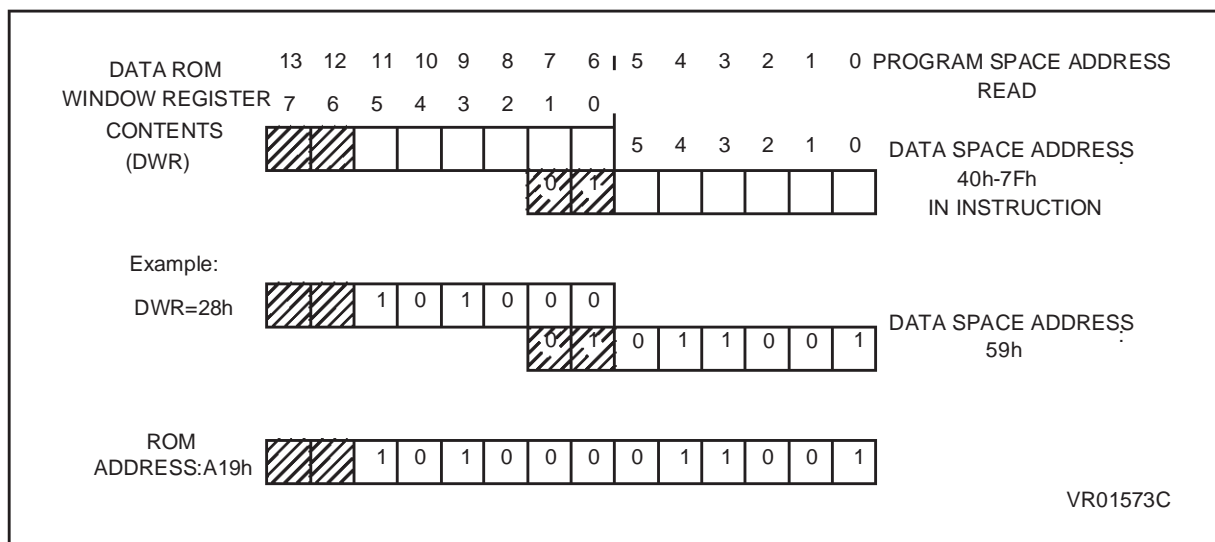 13 12 11 10 9 8 7 6 5 4 3 2 1 0 PROGRAM SPACE ADDRESS
DATA ROM
READ
WINDOW REGISTER 7 6 5 4 3 2 1 0
CONTENTS
(DWR)
5 4 3 2 1 0
DATA SPACE ADDRESS
:
40h-7Fh
0 1
IN INSTRUCTION
Example:
DWR=28h
1 0 1 0 0 0
DATA SPACE ADDRESS
:
59h
0 1 0 1 1 0 0 1
ROM
ADDRESS:A19h
1 0 1 0 0 0 0 1 1 0 0 1
VR01573C